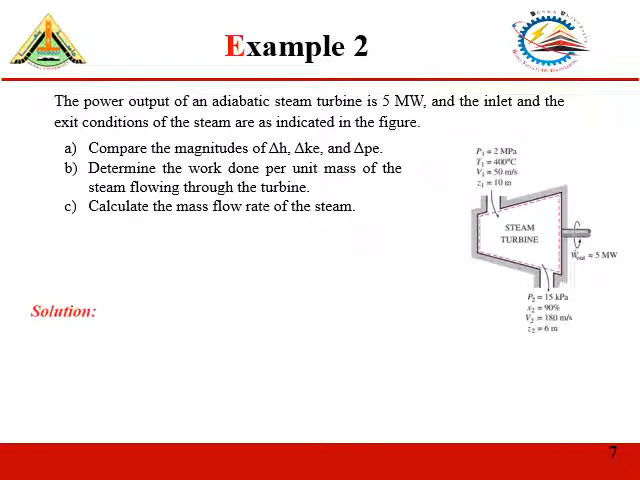 Example 2
The power output of an adiabatic steam turbine is 5 MW, and the inlet and the
exit conditions of the steam are as indicated in the figure.
a) Compare the magnitudes of Δh, Δke, and Δpe.
b) Determine the work done per unit mass of the
steam flowing through the turbine.
c) Calculate the mass flow rate of the steam.
P₁ = 2 MPa
T₁ = 400°C
V₁ = 50 m/s
z₁ = 10 m
STEAM
TURBINE
Ẇout = 5 MW
P₂ = 15 kPa
x₂ = 90%
V₂ = 180 m/s
z₂ = 6 m
Solution:
7